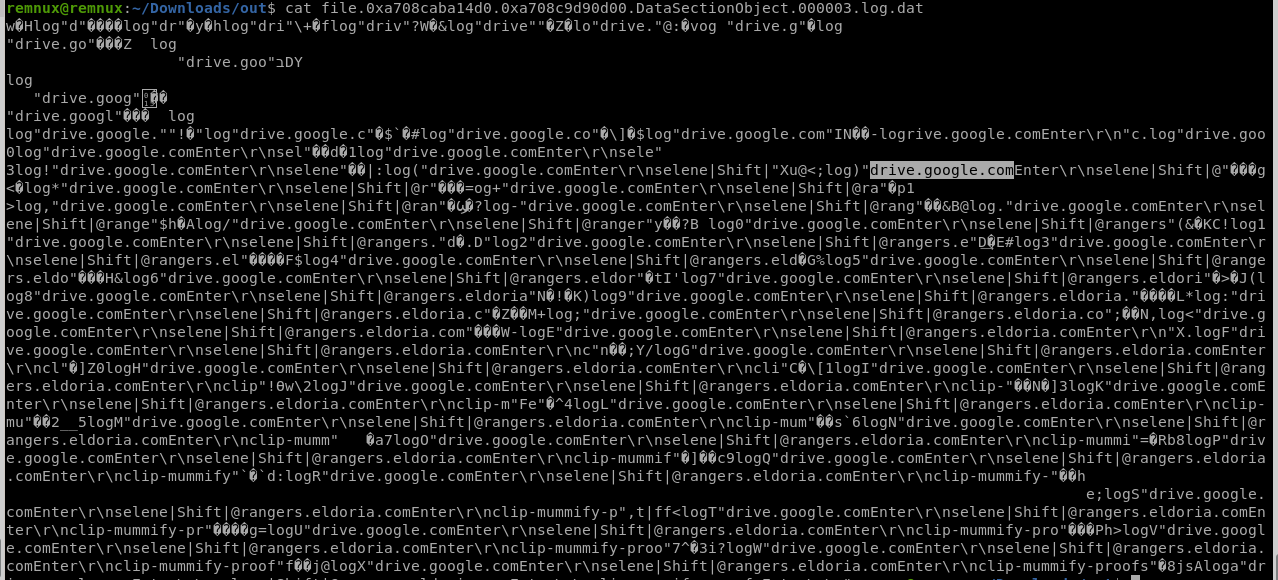 remnux@remnux:~/Downloads/out$ cat file.0xa708caba14d0.0xa708c9d90d00.DataSectionObject.000003.log.dat
w�Hlog"d"����log"dr"�y�hlog"dri"\+�flog"driv"?W�&log"drive""�Z�lo"drive."@:�vog "drive.g"�log
"drive.go"���Z  log
"drive.goo"בDY
log
"drive.goog"��
"drive.googl"���  log
log"drive.google.""!�"log"drive.google.c"�$`�#log"drive.google.co"�\]�$log"drive.google.com"IN��-logrive.google.comEnter\r\n"c.log"drive.goo
0log"drive.google.comEnter\r\nsel"��d�1log"drive.google.comEnter\r\nsele"
3log!"drive.google.comEnter\r\nselene"��|:log("drive.google.comEnter\r\nselene|Shift|"Xu@<;log)"drive.google.comEnter\r\nselene|Shift|@"���g
<�log*"drive.google.comEnter\r\nselene|Shift|@r"���=og+"drive.google.comEnter\r\nselene|Shift|@ra"�p1
>log,"drive.google.comEnter\r\nselene|Shift|@ran"��?log-"drive.google.comEnter\r\nselene|Shift|@rang"��&B@log."drive.google.comEnter\r\nsel
ene|Shift|@range"$h�Alog/"drive.google.comEnter\r\nselene|Shift|@ranger"y��?B log0"drive.google.comEnter\r\nselene|Shift|@rangers"(&�KC!log1
"drive.google.comEnter\r\nselene|Shift|@rangers."d�.D"log2"drive.google.comEnter\r\nselene|Shift|@rangers.e"D�E#log3"drive.google.comEnter\r
\nselene|Shift|@rangers.el"����F$log4"drive.google.comEnter\r\nselene|Shift|@rangers.eld�G%log5"drive.google.comEnter\r\nselene|Shift|@range
rs.eldo"���H&log6"drive.google.comEnter\r\nselene|Shift|@rangers.eldor"�tI'log7"drive.google.comEnter\r\nselene|Shift|@rangers.eldori"�>�J(l
og8"drive.google.comEnter\r\nselene|Shift|@rangers.eldoria"N�!�K)log9"drive.google.comEnter\r\nselene|Shift|@rangers.eldoria."����L*log:"driv
e.google.comEnter\r\nselene|Shift|@rangers.eldoria.c"�Z��M+log;"drive.google.comEnter\r\nselene|Shift|@rangers.eldoria.co";��N,log<"drive.g
oogle.comEnter\r\nselene|Shift|@rangers.eldoria.com"���W-logE"drive.google.comEnter\r\nselene|Shift|@rangers.eldoria.comEnter\r\n"X.logF"dri
ve.google.comEnter\r\nselene|Shift|@rangers.eldoria.comEnter\r\nc"n��;Y/logG"drive.google.comEnter\r\nselene|Shift|@rangers.eldoria.comEnter
\r\ncl"�]Z0logH"drive.google.comEnter\r\nselene|Shift|@rangers.eldoria.comEnter\r\ncli"C�\[1logI"drive.google.comEnter\r\nselene|Shift|@rang
ers.eldoria.comEnter\r\nclip"!θw\2logJ"drive.google.comEnter\r\nselene|Shift|@rangers.eldoria.comEnter\r\nclip-"��N�]3logK"drive.google.comE
nter\r\nselene|Shift|@rangers.eldoria.comEnter\r\nclip-m"Fe"�^4logL"drive.google.comEnter\r\nselene|Shift|@rangers.eldoria.comEnter\r\nclip-
mu"��2__5logM"drive.google.comEnter\r\nselene|Shift|@rangers.eldoria.comEnter\r\nclip-mum"��s`6logN"drive.google.comEnter\r\nselene|Shift|@r
angers.eldoria.comEnter\r\nclip-mumm"   �a7logO"drive.google.comEnter\r\nselene|Shift|@rangers.eldoria.comEnter\r\nclip-mummi"=�Rb8logP"driv
e.google.comEnter\r\nselene|Shift|@rangers.eldoria.comEnter\r\nclip-mummif"�]��c9logQ"drive.google.comEnter\r\nselene|Shift|@rangers.eldoria
.comEnter\r\nclip-mummify"`�`d:logR"drive.google.comEnter\r\nselene|Shift|@rangers.eldoria.comEnter\r\nclip-mummify-"��h
e;logS"drive.google.
comEnter\r\nselene|Shift|@rangers.eldoria.comEnter\r\nclip-mummify-p",t|ff<logT"drive.google.comEnter\r\nselene|Shift|@rangers.eldoria.comEn
ter\r\nclip-mummify-pr"����g=logU"drive.google.comEnter\r\nselene|Shift|@rangers.eldoria.comEnter\r\nclip-mummify-pro"���Ph>logV"drive.googl
e.comEnter\r\nselene|Shift|@rangers.eldoria.comEnter\r\nclip-mummify-proo"7^�3i?logW"drive.google.comEnter\r\nselene|Shift|@rangers.eldoria.
comEnter\r\nclip-mummify-proof"f��j@logX"drive.google.comEnter\r\nselene|Shift|@rangers.eldoria.comEnter\r\nclip-mummify-proofs"�8jsAloga"dr